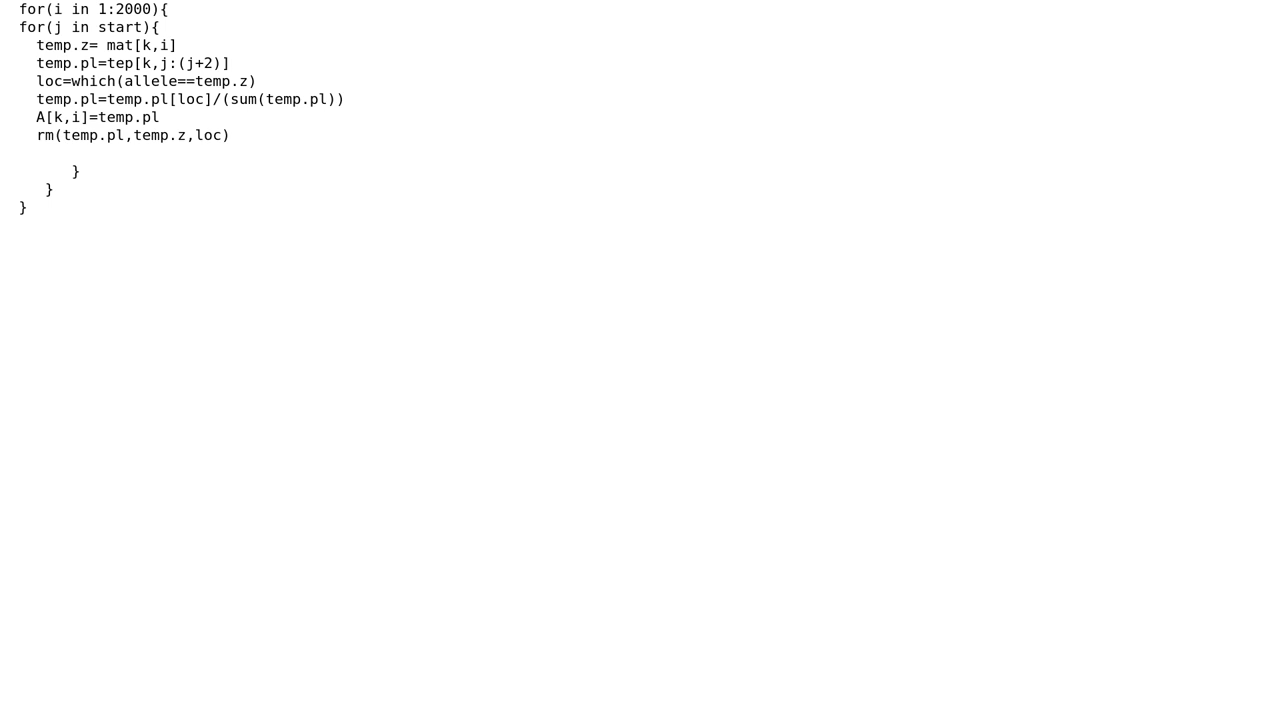 for(i in 1:2000){
for(j in start){
  temp.z= mat[k,i]
  temp.pl=tep[k,j:(j+2)]
  loc=which(allele==temp.z)
  temp.pl=temp.pl[loc]/(sum(temp.pl))
  A[k,i]=temp.pl
  rm(temp.pl,temp.z,loc)
      }
   }
}